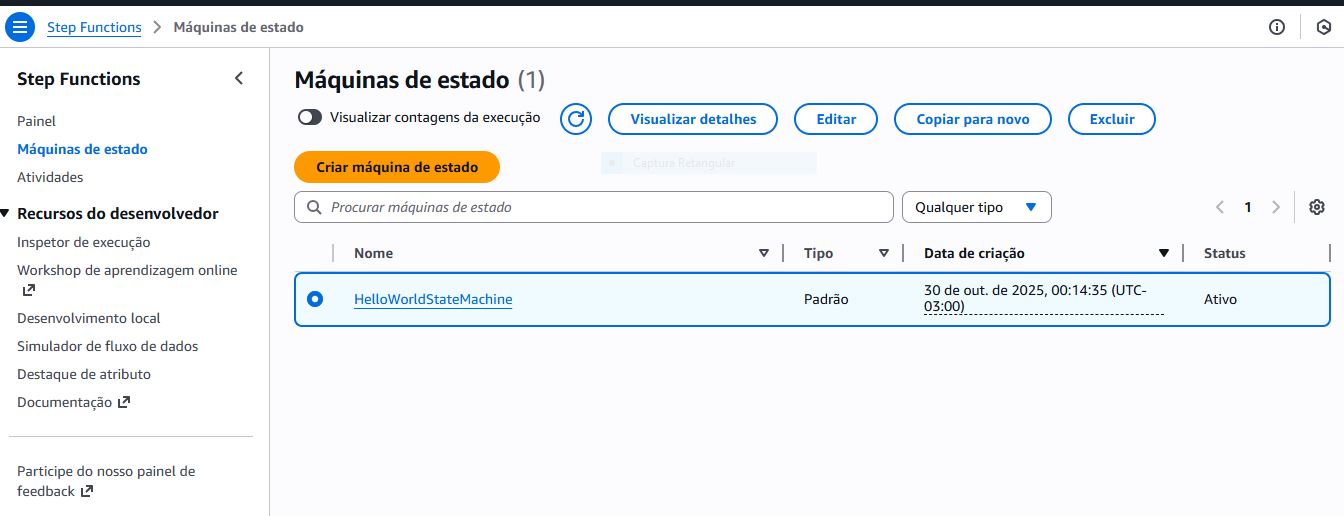 Step Functions > Máquinas de estado
Step Functions
Painel
Máquinas de estado
Atividades
Recursos do desenvolvedor
Inspetor de execução
Workshop de aprendizagem online
Desenvolvimento local
Simulador de fluxo de dados
Destaque de atributo
Documentação
Participe do nosso painel de
feedback
Máquinas de estado (1)
Visualizar contagens da execução
Visualizar detalhes
Editar
Copiar para novo
Excluir
Criar máquina de estado
Captura Retangular
Procurar máquinas de estado
Qualquer tipo
1
Nome Tipo Data de criação Status
HelloWorldStateMachine Padrão 30 de out. de 2025, 00:14:35 (UTC-
03:00) Ativo